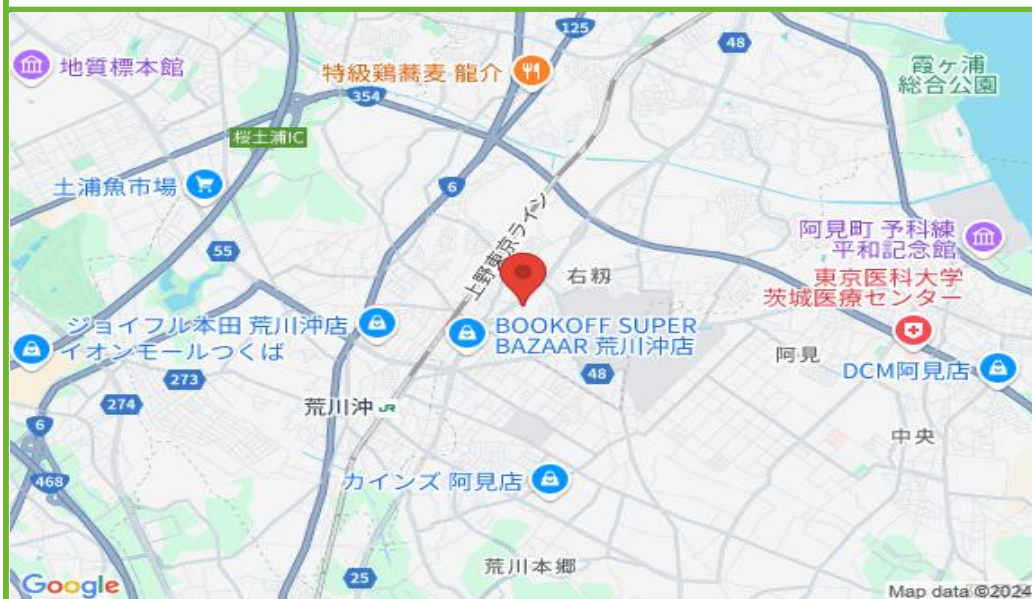 125
48
地質標本館
特級鶏蕎麦 龍介
霞ヶ浦
総合公園
354
桜土浦IC
土浦魚市場
6
上野東京ライン
55
阿見町 予科練
平和記念館
右籾
東京医科大学
茨城医療センター
ジョイフル本田 荒川沖店
イオンモールつくば
BOOKOFF SUPER
BAZAAR 荒川沖店
阿見
DCM阿見店
273
48
274
荒川沖 JR
6
中央
468
カインズ 阿見店
荒川本郷
25
Google
Map data ©2024